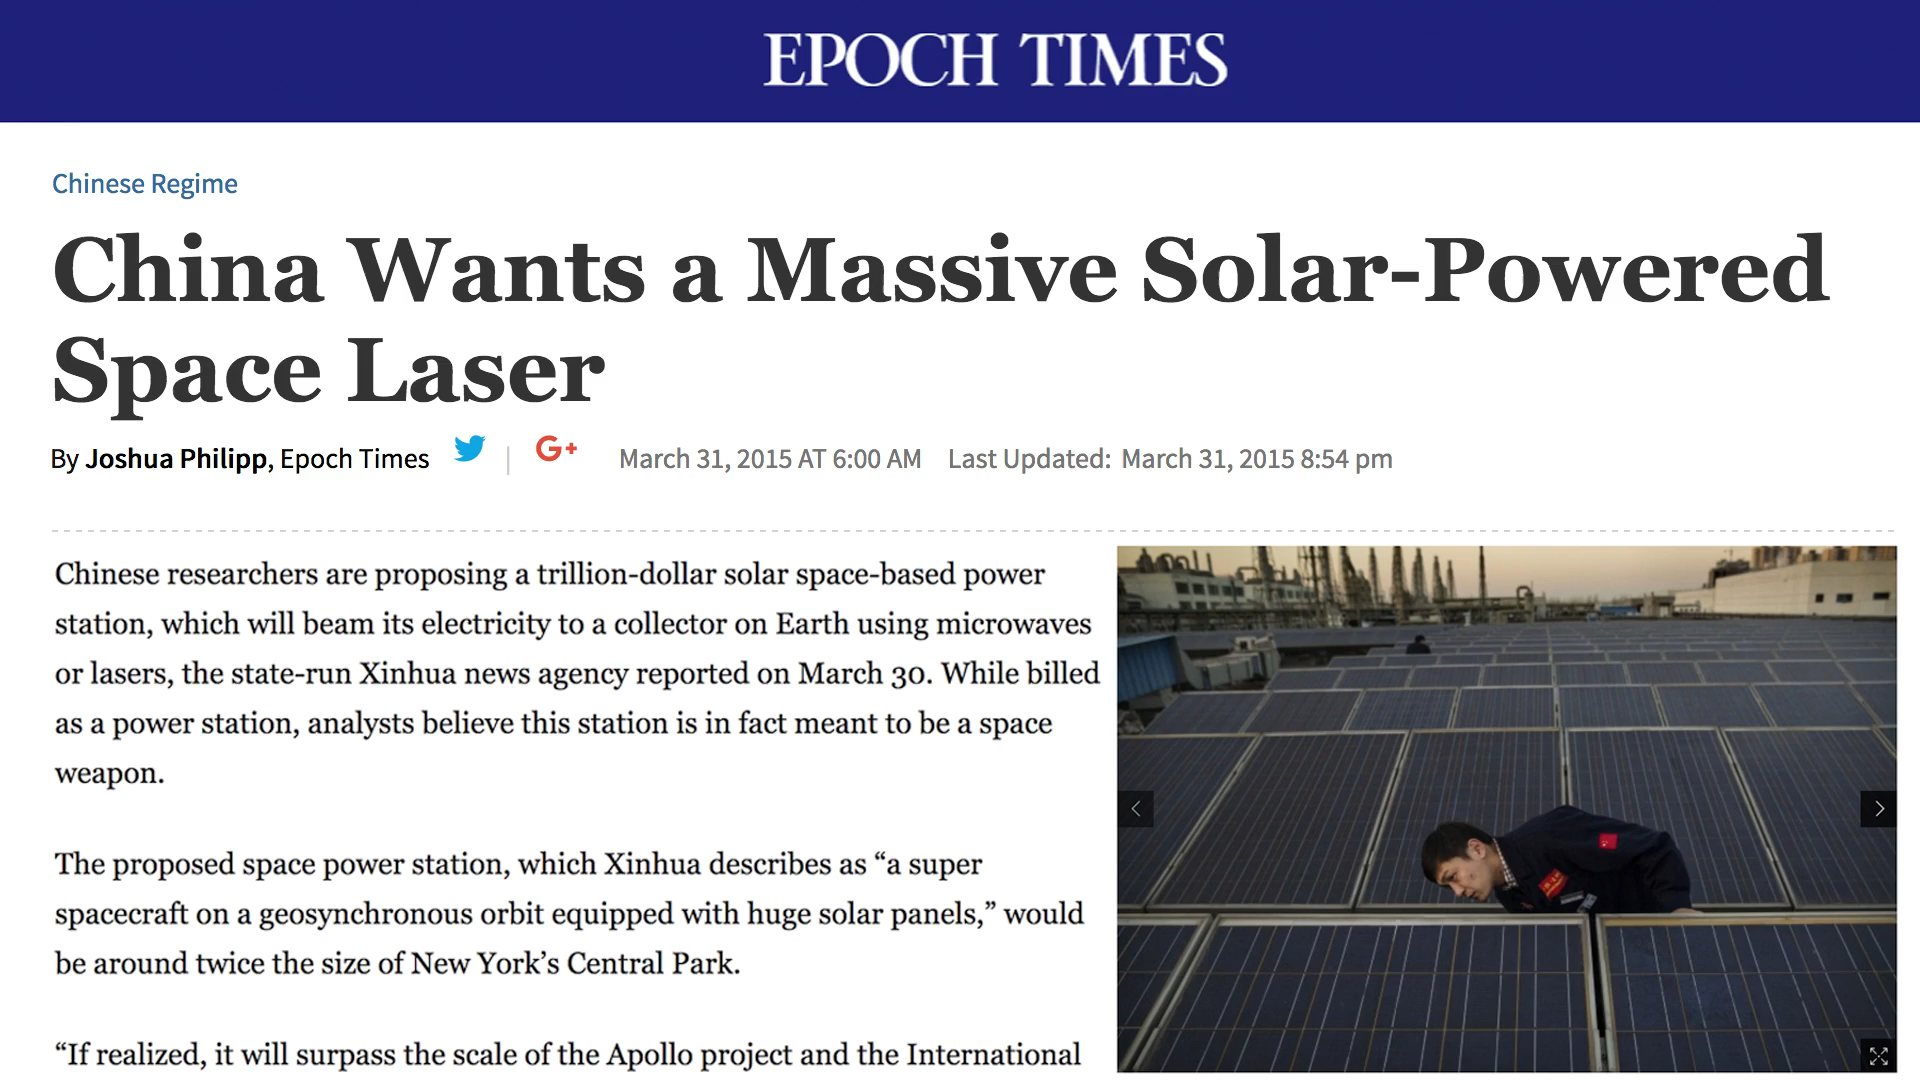 EPOCH TIMES
Chinese Regime
China Wants a Massive Solar-Powered
Space Laser
By Joshua Philipp, Epoch Times | G+ March 31, 2015 AT 6:00 AM Last Updated: March 31, 2015 8:54 pm
Chinese researchers are proposing a trillion-dollar solar space-based power
station, which will beam its electricity to a collector on Earth using microwaves
or lasers, the state-run Xinhua news agency reported on March 30. While billed
as a power station, analysts believe this station is in fact meant to be a space
weapon.
The proposed space power station, which Xinhua describes as “a super
spacecraft on a geosynchronous orbit equipped with huge solar panels,” would
be around twice the size of New York’s Central Park.
“If realized, it will surpass the scale of the Apollo project and the International